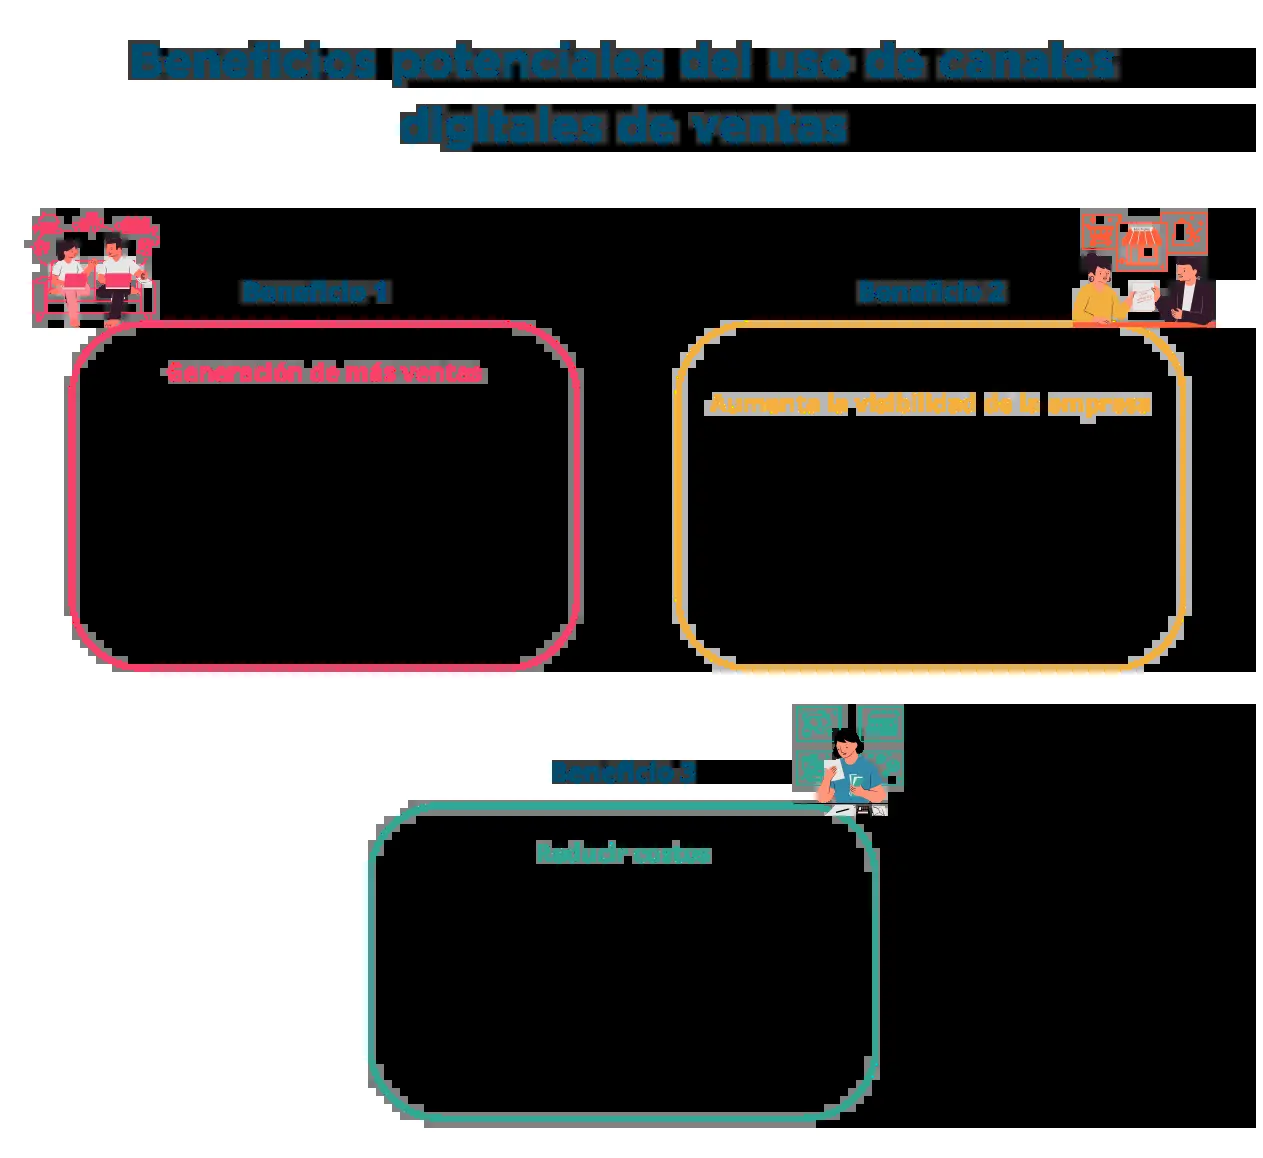 Beneficios potenciales del uso de canales
digitales de ventas
Beneficio 1
Beneficio 2
Generación de más ventas
Aumenta la visibilidad de la empresa
Beneficio 3
Reducir costos